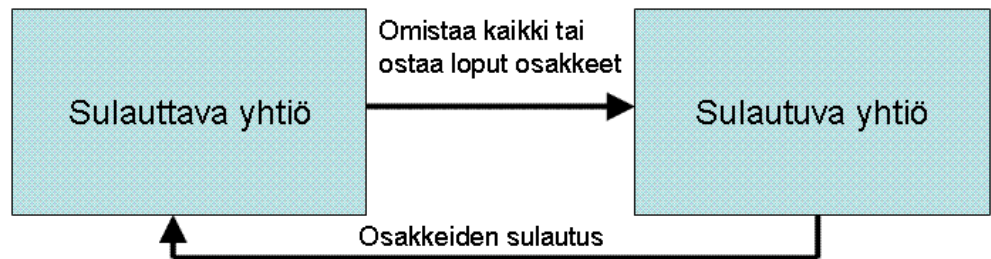 Omistaa kaikki tai
ostaa loput osakkeet
Sulauttava yhtiö
Sulautuva yhtiö
Osakkeiden sulautus